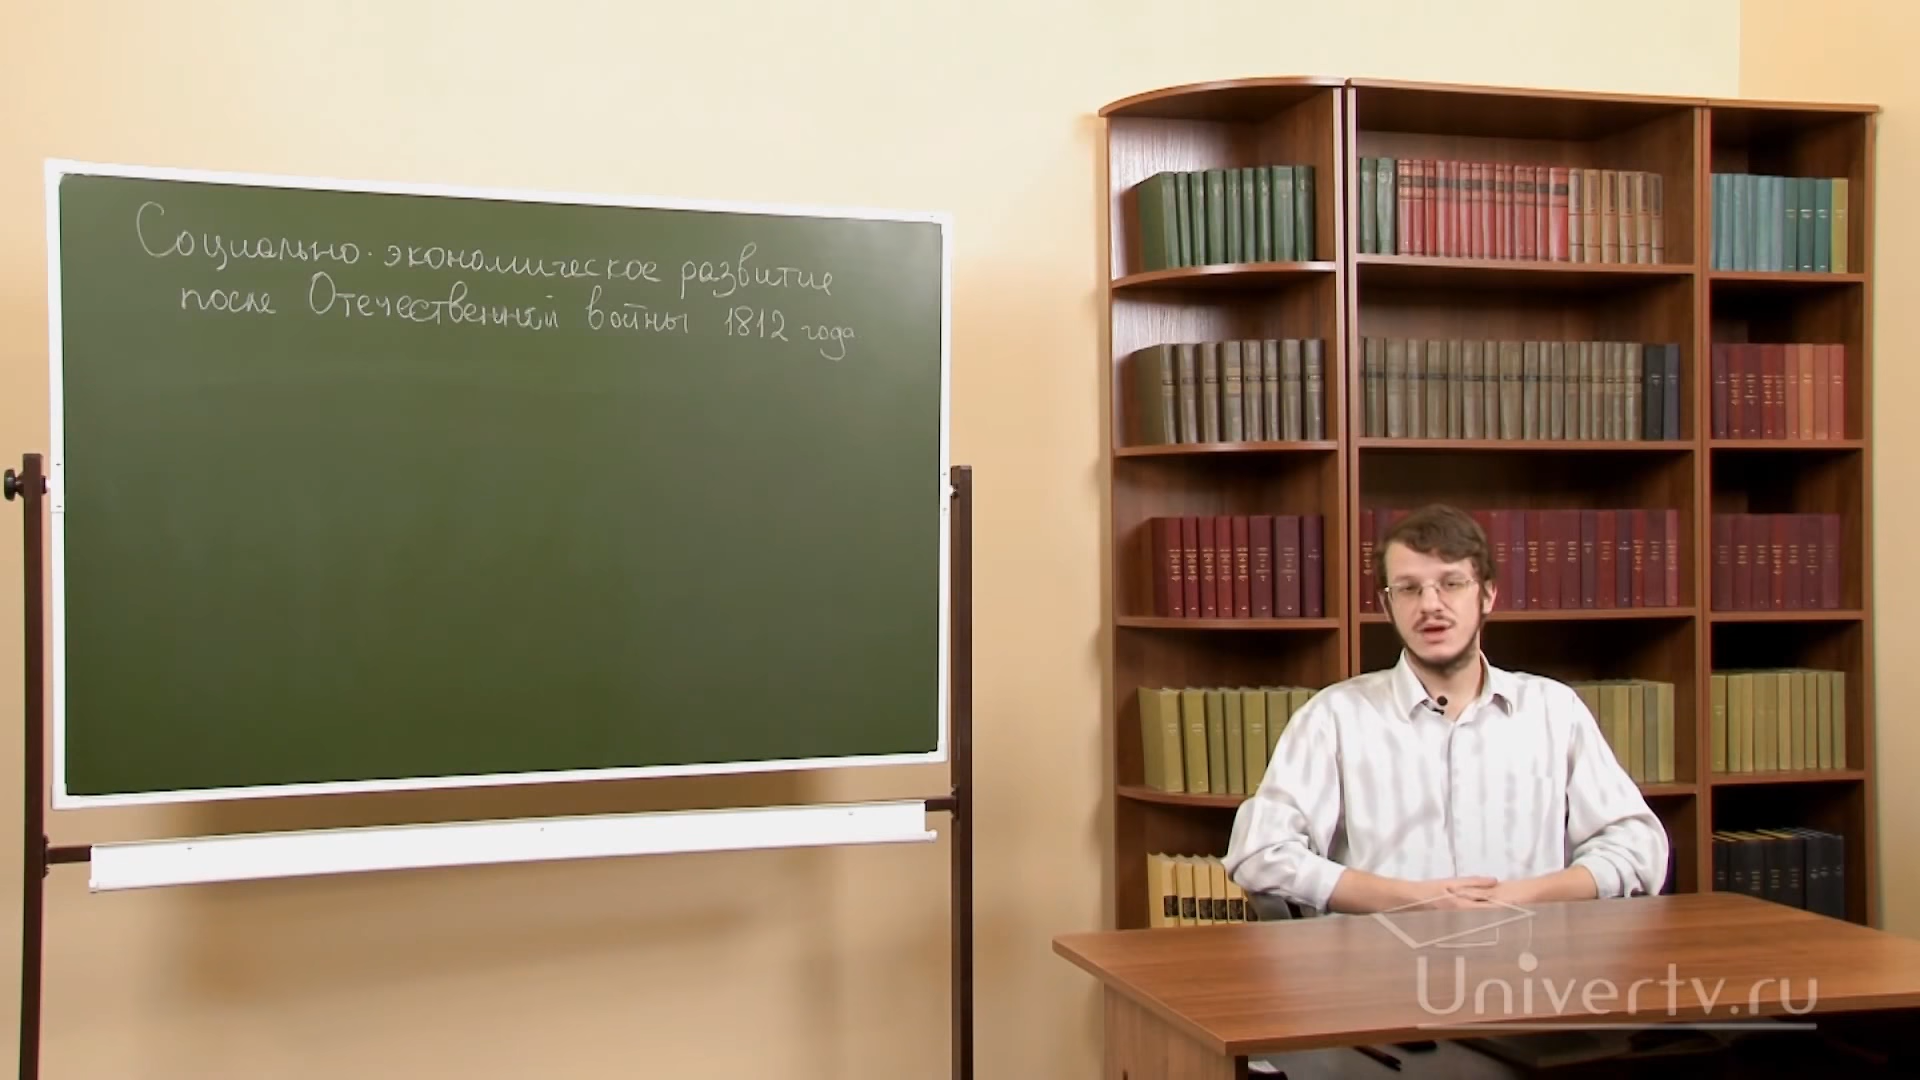 Социально-экономическое развитие
после Отечественной войны 1812 года.
Univertv.ru